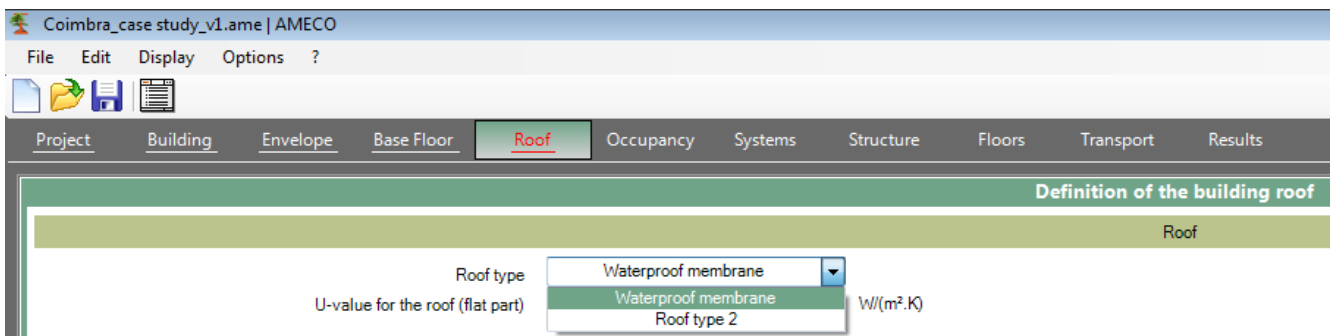 Coimbra_case study_v1.ame | AMECO
File Edit Display Options ?
Project Building Envelope Base Floor Roof Occupancy Systems Structure Floors Transport Results
Definition of the building roof
Roof
Roof type Waterproof membrane
U-value for the roof (flat part) Waterproof membrane W/(m².K)
Roof type 2